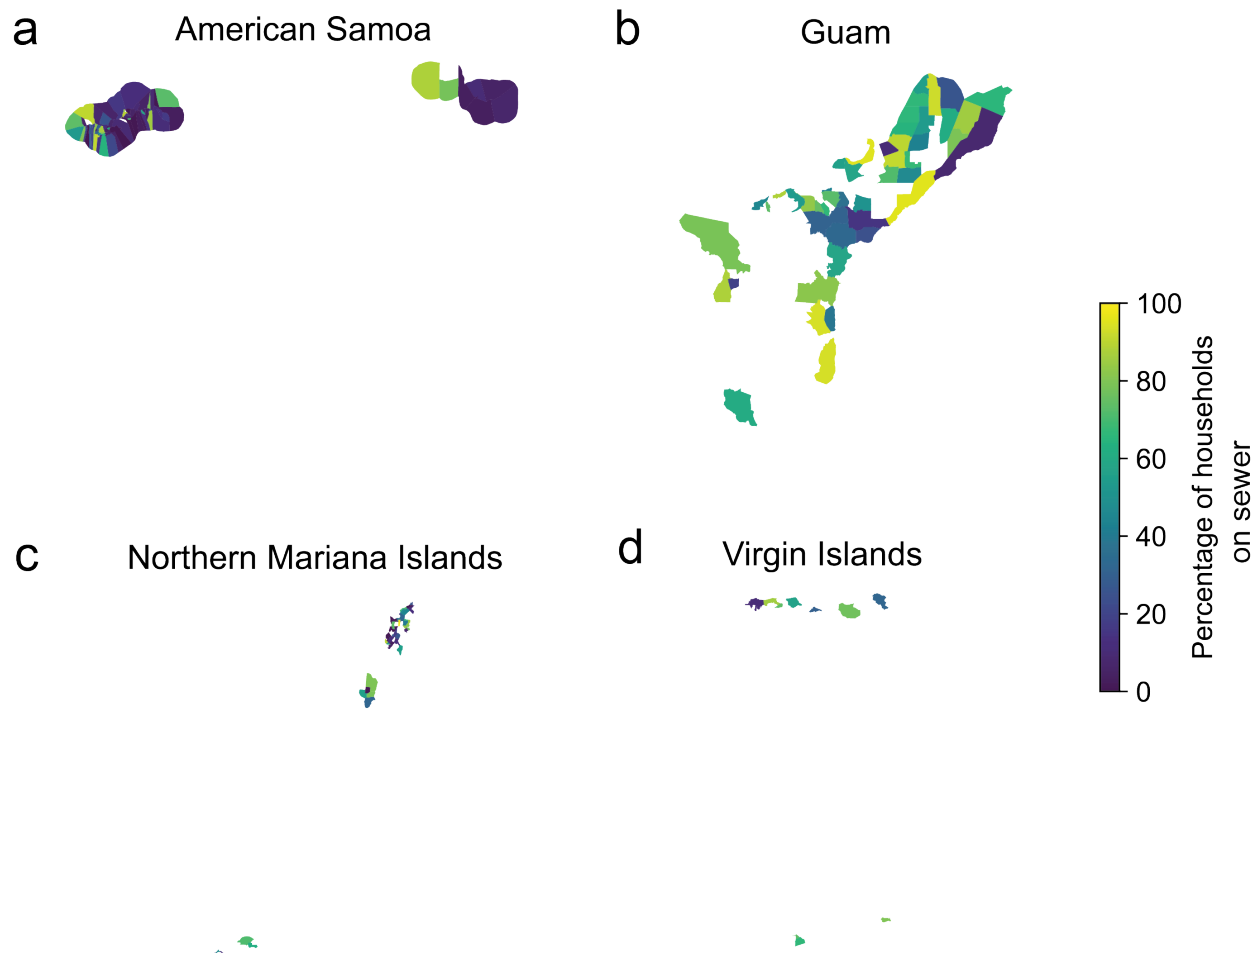 a
American Samoa
b
Guam
100
80
60
40
20
0
Percentage of households
on sewer
c
Northern Mariana Islands
d
Virgin Islands